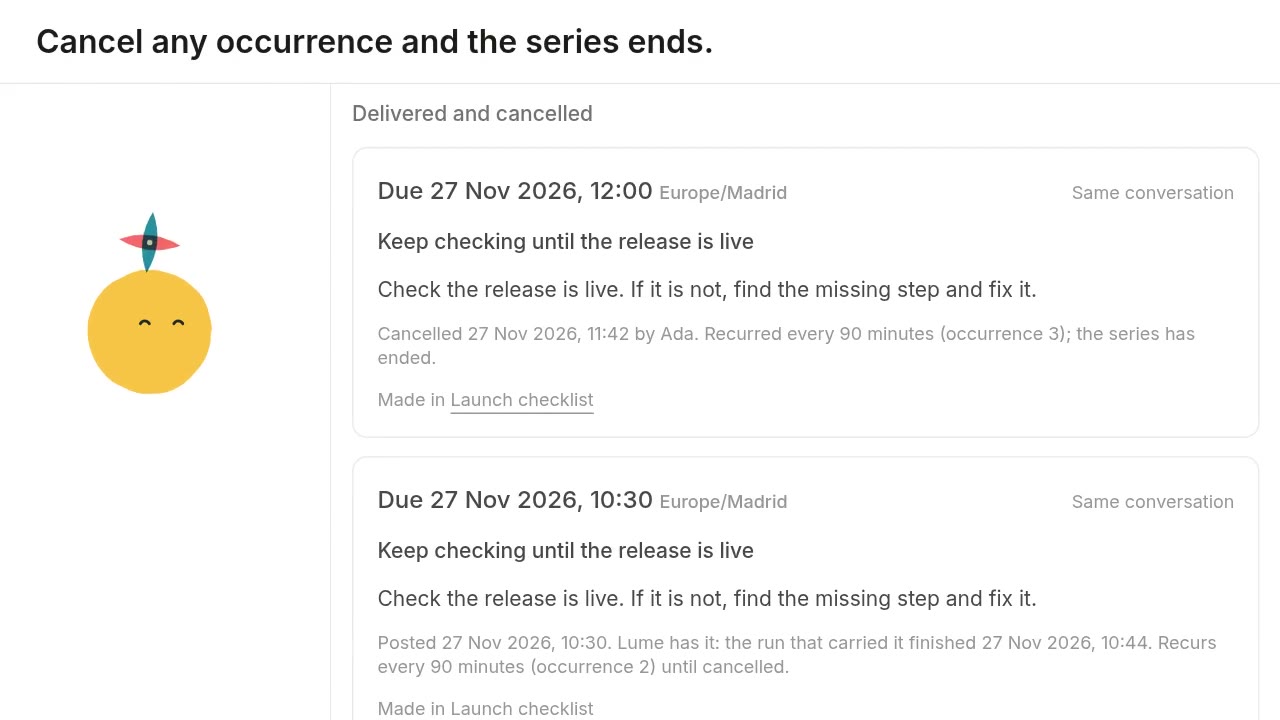 Cancel any occurrence and the series ends.
Delivered and cancelled
Due 27 Nov 2026, 12:00 Europe/Madrid
Same conversation
Keep checking until the release is live
Check the release is live. If it is not, find the missing step and fix it.
Cancelled 27 Nov 2026, 11:42 by Ada. Recurred every 90 minutes (occurrence 3); the series has
ended.
Made in Launch checklist
Due 27 Nov 2026, 10:30 Europe/Madrid
Same conversation
Keep checking until the release is live
Check the release is live. If it is not, find the missing step and fix it.
Posted 27 Nov 2026, 10:30. Lume has it: the run that carried it finished 27 Nov 2026, 10:44. Recurs
every 90 minutes (occurrence 2) until cancelled.
Made in Launch checklist